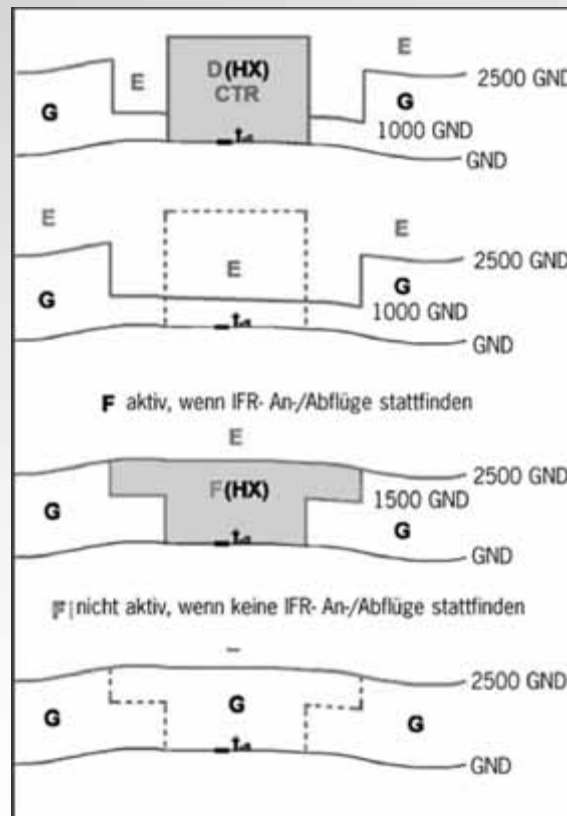 E
E
D(HX)
CTR
2500 GND
G
G
1000 GND
GND
E
E
E
2500 GND
G
G
1000 GND
GND
F aktiv, wenn IFR- An-/Abflüge stattfinden
E
F(HX)
2500 GND
1500 GND
G
G
GND
F nicht aktiv, wenn keine IFR- An-/Abflüge stattfinden
2500 GND
G
G
G
GND